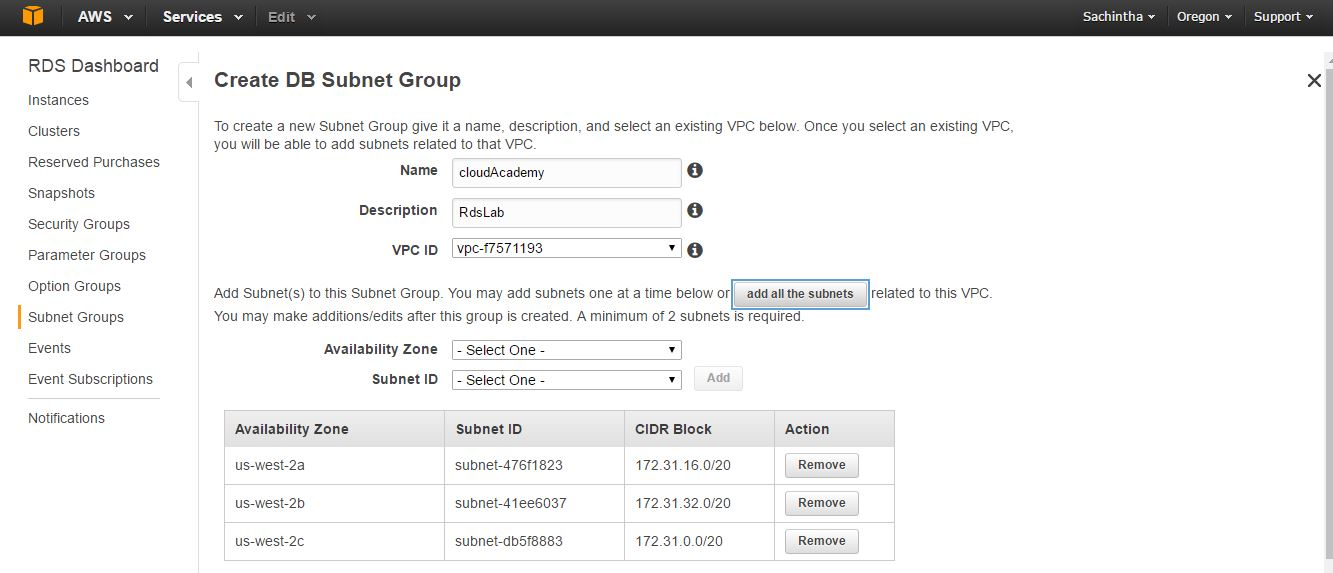 AWS Services Edit Sachintha Oregon Support
RDS Dashboard
Instances
Clusters
Reserved Purchases
Snapshots
Security Groups
Parameter Groups
Option Groups
Subnet Groups
Events
Event Subscriptions
Notifications
Create DB Subnet Group
To create a new Subnet Group give it a name, description, and select an existing VPC below. Once you select an existing VPC,
you will be able to add subnets related to that VPC.
Name cloudAcademy
Description RdsLab
VPC ID vpc-f7571193
Add Subnet(s) to this Subnet Group. You may add subnets one at a time below or add all the subnets related to this VPC.
You may make additions/edits after this group is created. A minimum of 2 subnets is required.
Availability Zone - Select One -
Subnet ID - Select One - Add
Availability Zone Subnet ID CIDR Block Action
us-west-2a subnet-476f1823 172.31.16.0/20 Remove
us-west-2b subnet-41ee6037 172.31.32.0/20 Remove
us-west-2c subnet-db5f8883 172.31.0.0/20 Remove